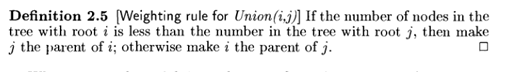 Definition 2.5 [Weighting rule for Union(i,j)] If the number of nodes in the
tree with root i is less than the number in the tree with root j, then make
j the parent of i; otherwise make i the parent of j. □